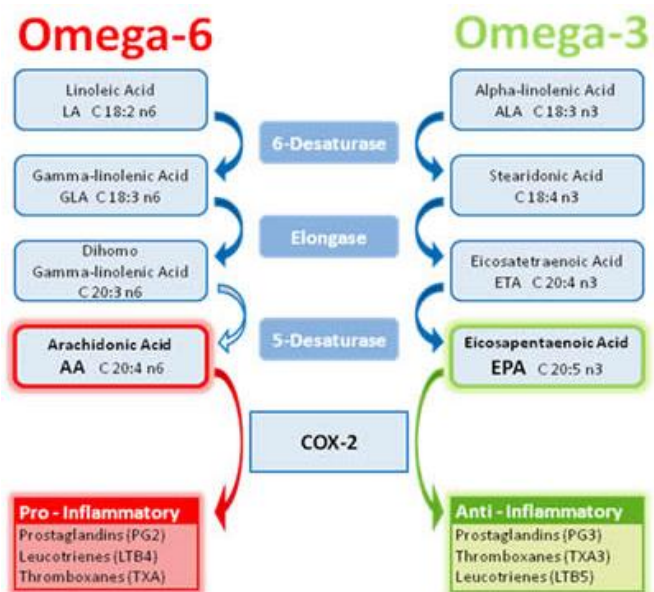 Omega-6
Omega-3
Linoleic Acid
LA C 18:2 n6
Alpha-linolenic Acid
ALA C 18:3 n3
6-Desaturase
Gamma-linolenic Acid
GLA C 18:3 n6
Stearidonic Acid
C 18:4 n3
Elongase
Dihomo
Gamma-linolenic Acid
C 20:3 n6
Eicosatetraenoic Acid
ETA C 20:4 n3
5-Desaturase
Arachidonic Acid
AA C 20:4 n6
Eicosapentaenoic Acid
EPA C 20:5 n3
COX-2
Pro - Inflammatory
Prostaglandins (PG2)
Leucotrienes (LTB4)
Thromboxanes (TXA)
Anti - Inflammatory
Prostaglandins (PG3)
Thromboxanes (TXA3)
Leucotrienes (LTB5)